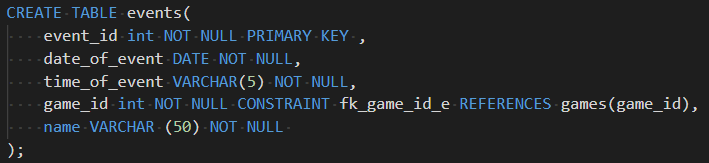 CREATE TABLE events(
event_id int NOT NULL PRIMARY KEY ,
date_of_event DATE NOT NULL,
time_of_event VARCHAR(5) NOT NULL,
game_id int NOT NULL CONSTRAINT fk_game_id_e REFERENCES games(game_id),
name VARCHAR (50) NOT NULL
);